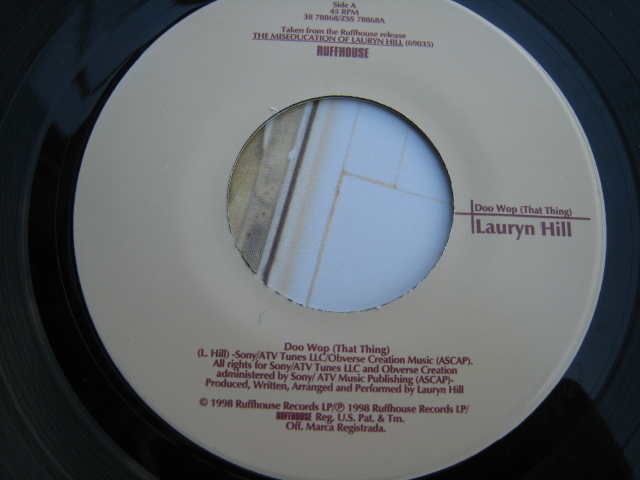 Side A
45 RPM
38 78868/ZSS 78868A
Taken from the Ruffhouse release
THE MISEDUCATION OF LAURYN HILL (69035)
RUFFHOUSE
Doo Wop (That Thing)
Lauryn Hill
Doo Wop (That Thing)
(L. Hill) -Sony/ATV Tunes LLC/Obverse Creation Music (ASCAP).
All rights for Sony/ATV Tunes LLC and Obverse Creation
administered by Sony/ ATV Music Publishing (ASCAP)-
Produced, Written, Arranged and Performed by Lauryn Hill
© 1998 Ruffhouse Records LP/℗ 1998 Ruffhouse Records LP/
RUFFHOUSE Reg. U.S. Pat. & Tm.
Off. Marca Registrada.